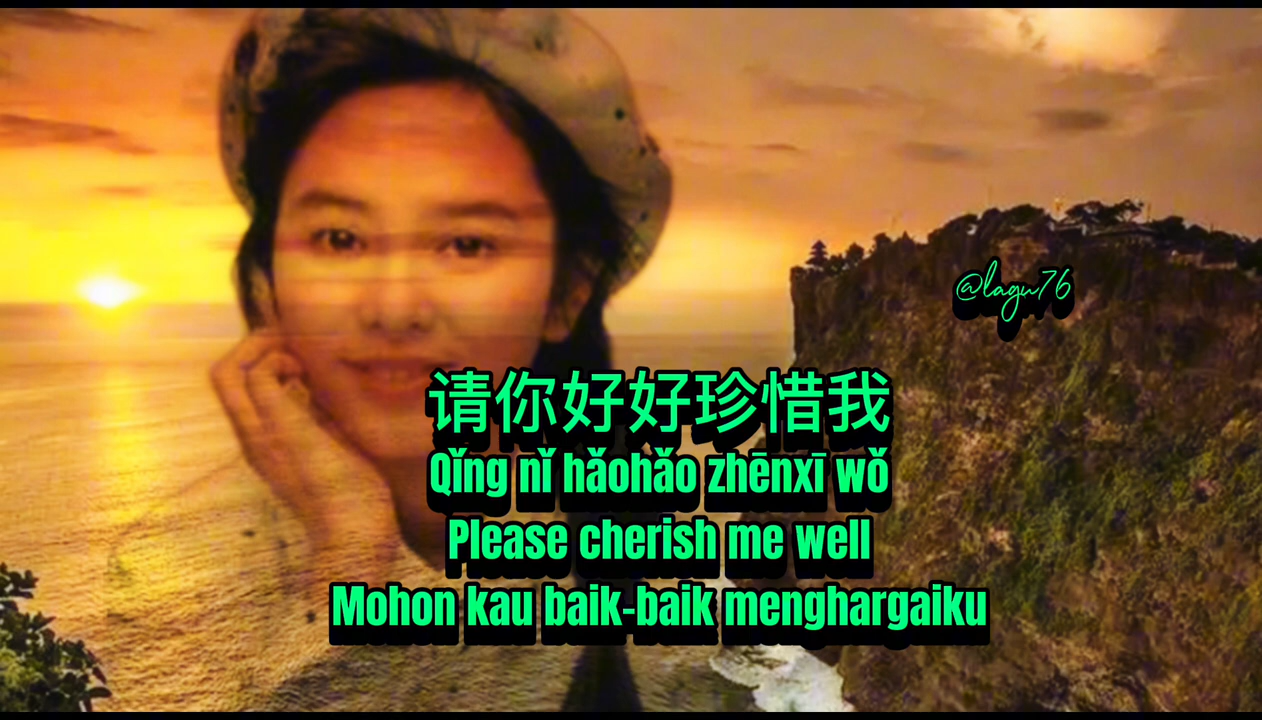 @lagu76
请你好好珍惜我
Qǐng nǐ hǎohǎo zhēnxī wǒ
Please cherish me well
Mohon kau baik-baik menghargaiku